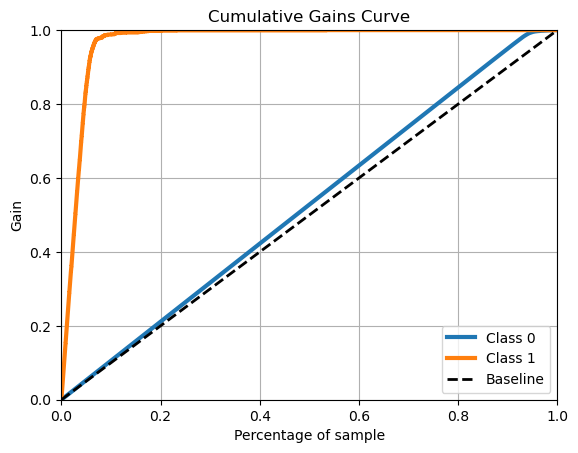 Cumulative Gains Curve
1.0
0.8
0.6
0.4
0.2
0.0
Gain
0.0 0.2 0.4 0.6 0.8 1.0
Percentage of sample
Class 0
Class 1
Baseline